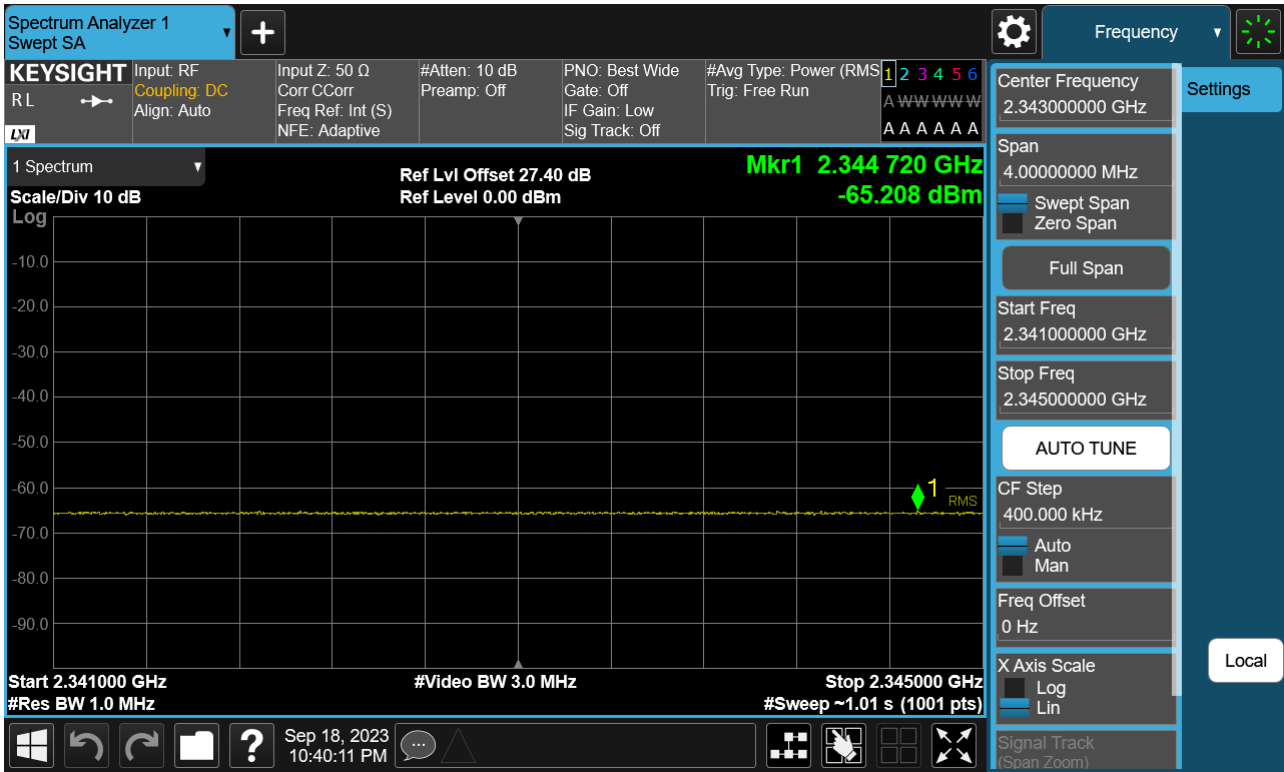 Spectrum Analyzer 1
Swept SA
Frequency
KEYSIGHT
R L
LXI
Input: RF
Coupling: DC
Align: Auto
Input Z: 50 Ω
Corr CCorr
Freq Ref: Int (S)
NFE: Adaptive
#Atten: 10 dB
Preamp: Off
PNO: Best Wide
Gate: Off
IF Gain: Low
Sig Track: Off
#Avg Type: Power (RMS
Trig: Free Run
1 2 3 4 5 6
A W W W W W
A A A A A A
1 Spectrum
Scale/Div 10 dB
Log
Ref Lvl Offset 27.40 dB
Ref Level 0.00 dBm
Mkr1 2.344 720 GHz
-65.208 dBm
-10.0
-20.0
-30.0
-40.0
-50.0
-60.0
-70.0
-80.0
-90.0
1
RMS
Start 2.341000 GHz
#Res BW 1.0 MHz
#Video BW 3.0 MHz
Stop 2.345000 GHz
#Sweep ~1.01 s (1001 pts)
Center Frequency
2.343000000 GHz
Span
4.00000000 MHz
Swept Span
Zero Span
Full Span
Start Freq
2.341000000 GHz
Stop Freq
2.345000000 GHz
AUTO TUNE
CF Step
400.000 kHz
Auto
Man
Freq Offset
0 Hz
X Axis Scale
Log
Lin
Signal Track
(Span Zoom)
Settings
Local
?
Sep 18, 2023
10:40:11 PM